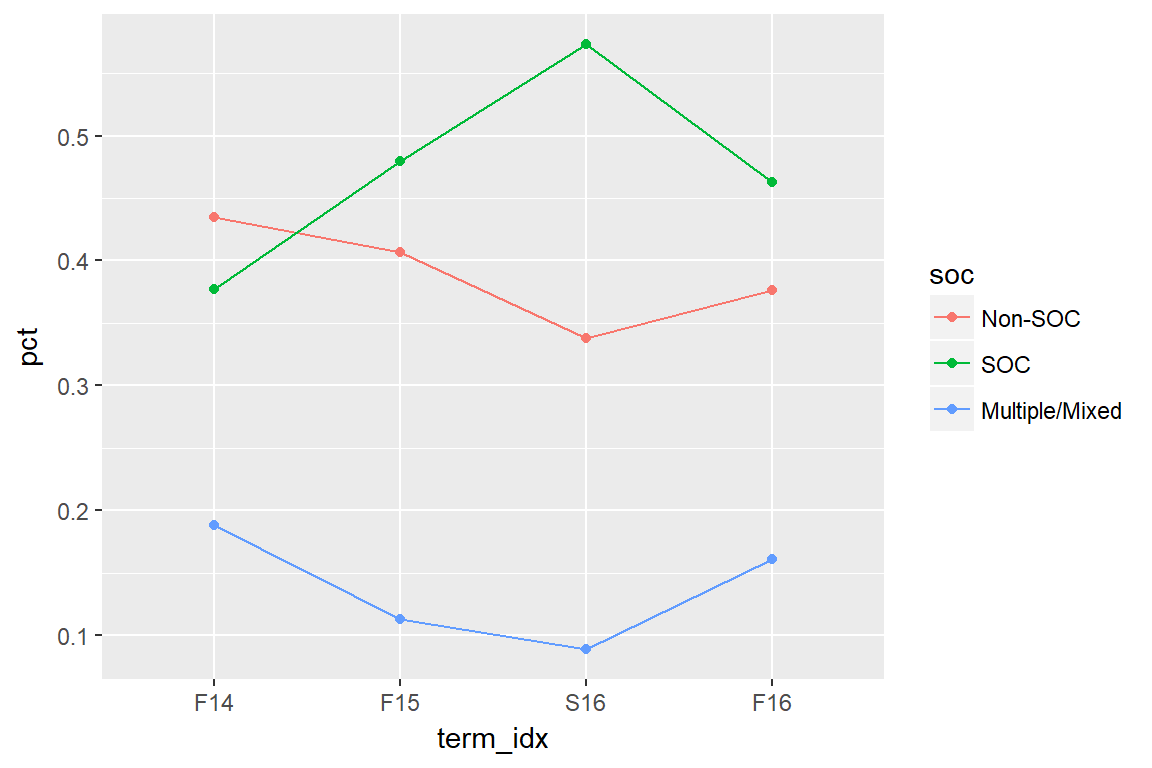 pct
0.5
0.4
0.3
0.2
0.1
F14 F15 S16 F16
term_idx
soc
Non-SOC
SOC
Multiple/Mixed